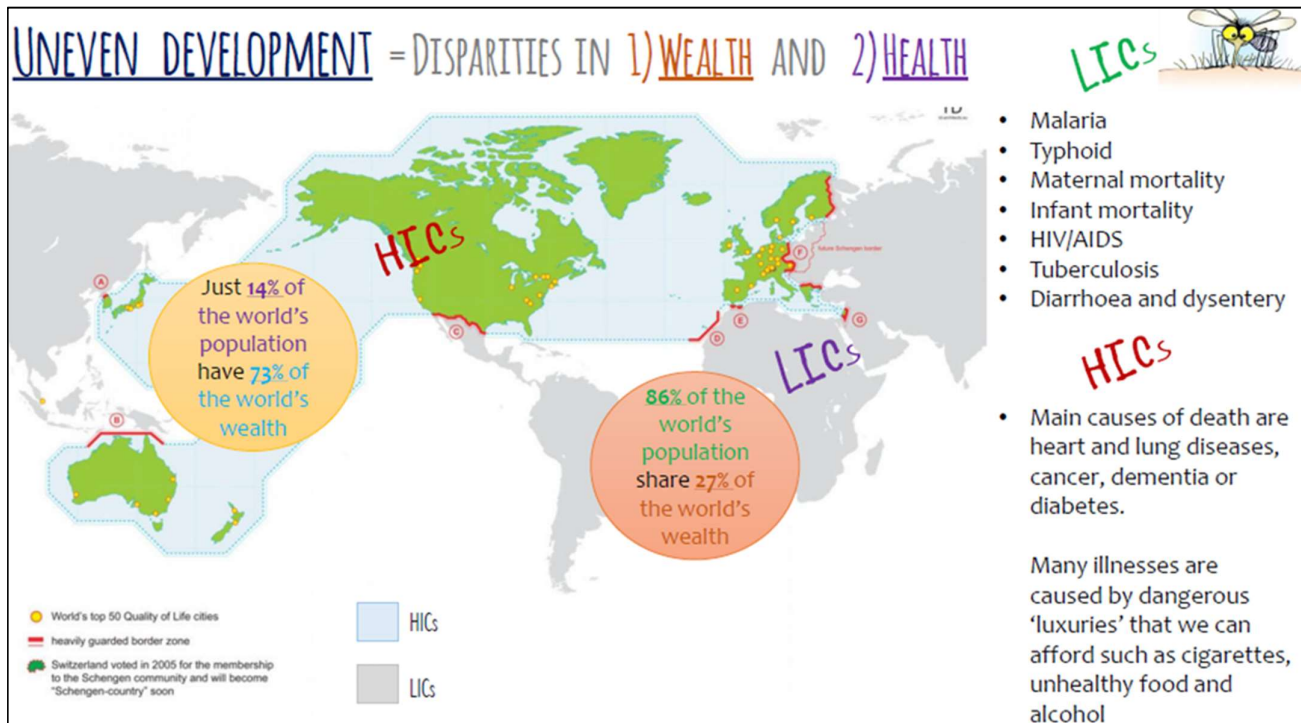 UNEVEN DEVELOPMENT = DISPARITIES IN 1) WEALTH AND 2) HEALTH
LICs
• Malaria
• Typhoid
• Maternal mortality
• Infant mortality
• HIV/AIDS
• Tuberculosis
• Diarrhoea and dysentery
HICs
• Main causes of death are
heart and lung diseases,
cancer, dementia or
diabetes.
Many illnesses are
caused by dangerous
‘luxuries’ that we can
afford such as cigarettes,
unhealthy food and
alcohol
HICs
future Schengen border
A
B
C
D
E
F
G
Just 14% of
the world’s
population
have 73% of
the world’s
wealth
LICs
86% of the
world’s
population
share 27% of
the world’s
wealth
World's top 50 Quality of Life cities
heavily guarded border zone
Switzerland voted in 2005 for the membership
to the Schengen community and will become
"Schengen-country" soon
HICs
LICs